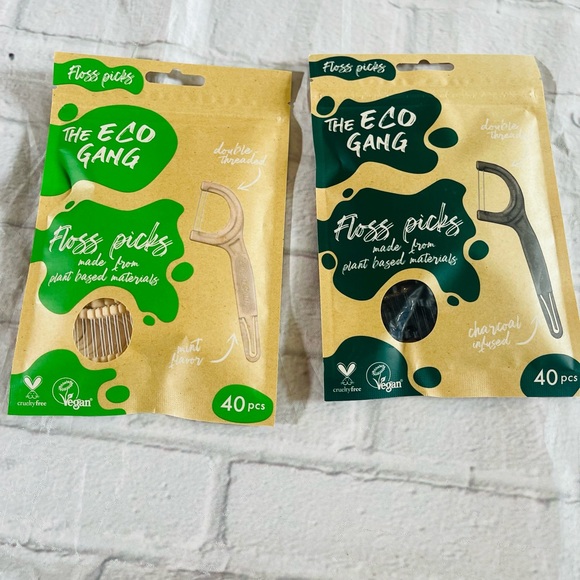 Floss picks
THE ECO
GANG
double
threaded
Floss picks
made from
plant based materials
mint
flavor
crueltyfree
Vegan
40 pcs
Floss picks
THE ECO
GANG
double
threaded
Floss picks
made from
plant based materials
charcoal
infused
crueltyfree
Vegan
40 pcs